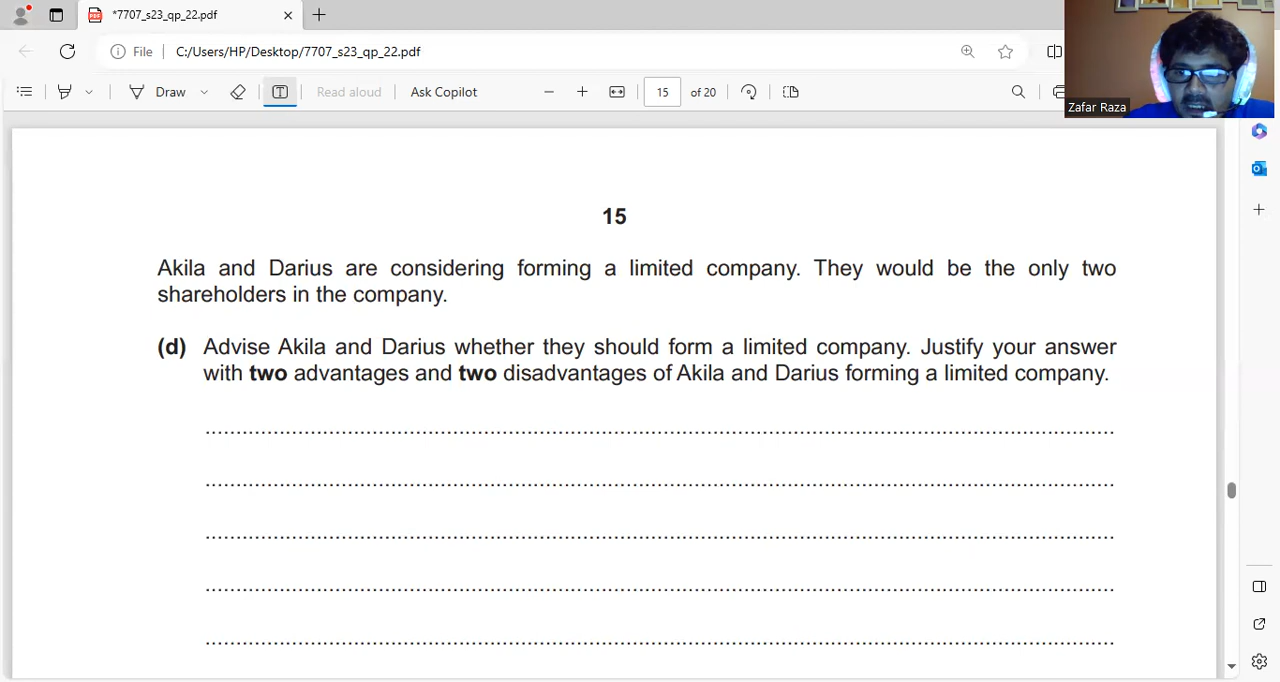 *7707_s23_qp_22.pdf
File
C:/Users/HP/Desktop/7707_s23_qp_22.pdf
Draw
Read aloud
Ask Copilot
15
of 20
Zafar Raza
15
Akila and Darius are considering forming a limited company. They would be the only two
shareholders in the company.
(d) Advise Akila and Darius whether they should form a limited company. Justify your answer
with two advantages and two disadvantages of Akila and Darius forming a limited company.